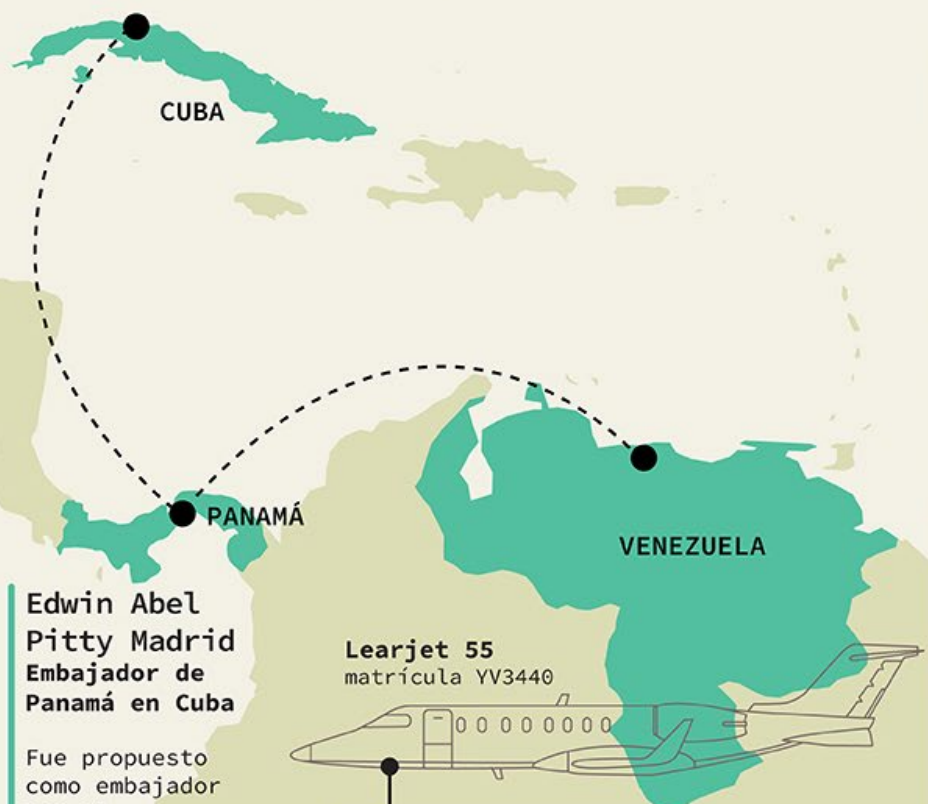 CUBA
PANAMÁ
VENEZUELA
Edwin Abel
Pitty Madrid
Embajador de
Panamá en Cuba
Fue propuesto
como embajador
Learjet 55
matrícula YV3440